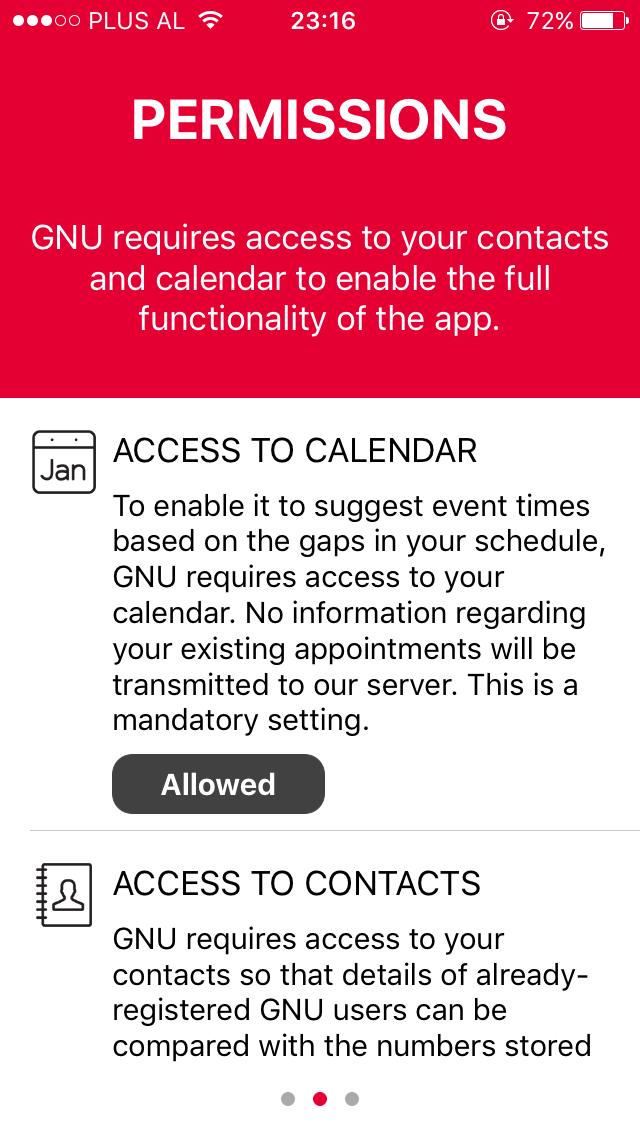 PLUS AL 23:16 72%
PERMISSIONS
GNU requires access to your contacts
and calendar to enable the full
functionality of the app.
Jan
ACCESS TO CALENDAR
To enable it to suggest event times
based on the gaps in your schedule,
GNU requires access to your
calendar. No information regarding
your existing appointments will be
transmitted to our server. This is a
mandatory setting.
Allowed
ACCESS TO CONTACTS
GNU requires access to your
contacts so that details of already-
registered GNU users can be
compared with the numbers stored